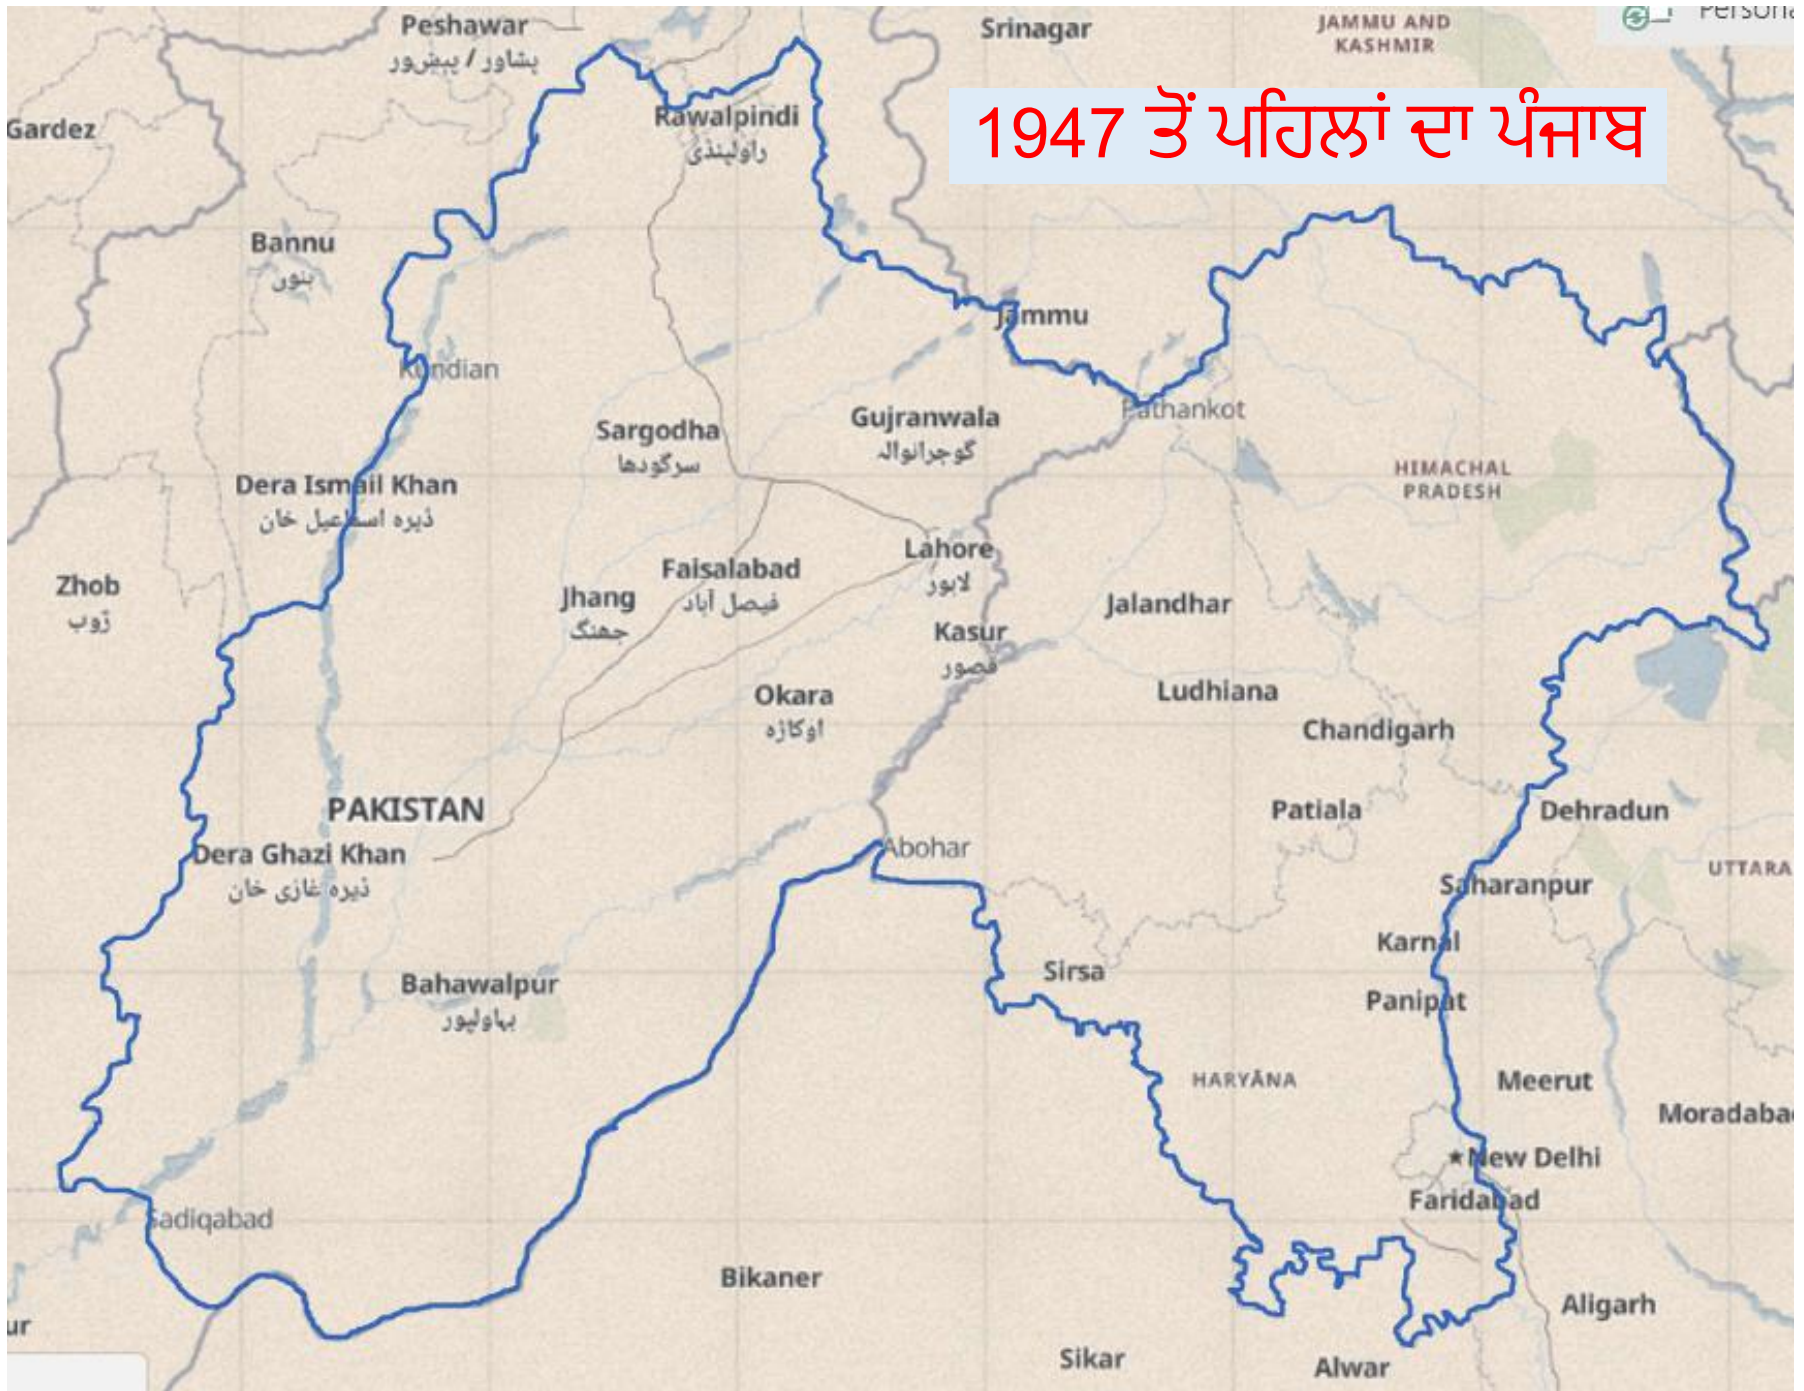 Peshawar
پشاور / پېښور
Srinagar
JAMMU AND
KASHMIR
Gardez
Rawalpindi
راولپنڈی
1947 ਤੋਂ ਪਹਿਲਾਂ ਦਾ ਪੰਜਾਬ
Bannu
بنوں
Jammu
Kundian
Pathankot
Sargodha
سرگودها
Gujranwala
گوجرانوالہ
HIMACHAL
PRADESH
Dera Ismail Khan
ڈیرہ اسماعیل خان
Zhob
ژوب
Lahore
لاہور
Faisalabad
فیصل آباد
Jhang
جھنگ
Jalandhar
Kasur
قصور
Okara
اوکاڑہ
Ludhiana
Chandigarh
PAKISTAN
Patiala
Dehradun
Dera Ghazi Khan
ڈیرہ غازی خان
Abohar
UTTARA
Saharanpur
Karnal
Bahawalpur
بہاولپور
Sirsa
Panipat
HARYĀNA
Meerut
Moradaba
New Delhi
Faridabad
Sadiqabad
Bikaner
Aligarh
ur
Sikar
Alwar